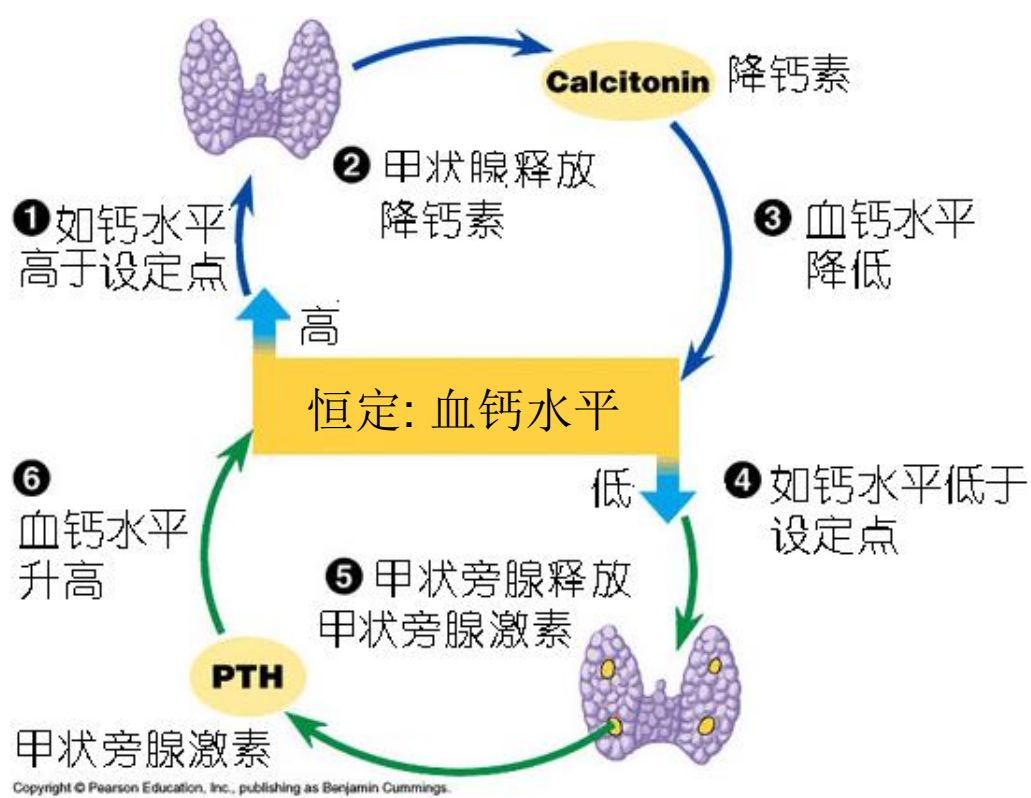 Calcitonin 降钙素
❷ 甲状腺释放
降钙素
❶ 如钙水平
高于设定点
❸ 血钙水平
降低
高
恒定: 血钙水平
低
❹ 如钙水平低于
设定点
❺ 甲状旁腺释放
甲状旁腺激素
❻
血钙水平
升高
PTH
甲状旁腺激素
Copyright © Pearson Education, Inc., publishing as Benjamin Cummings.